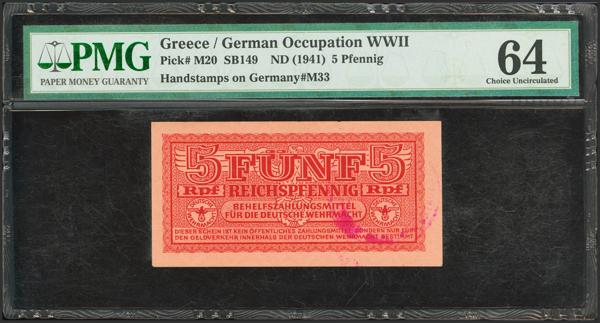 PMG
PAPER MONEY GUARANTY
Greece / German Occupation WWII
Pick# M20 SB149 ND (1941) 5 Pfennig
Handstamps on Germany#M33
64
Choice Uncirculated
5 FÜNF 5
Rpf REICHSPFENNIG Rpf
BEHELFSZAHLUNGSMITTEL
FÜR DIE DEUTSCHE WEHRMACHT
DIESER SCHEIN IST KEIN ÖFFENTLICHES ZAHLUNGSMITTEL SONDERN NUR FÜR
DEN GELDVERKEHR INNERHALB DER DEUTSCHEN WEHRMACHT BESTIMMT